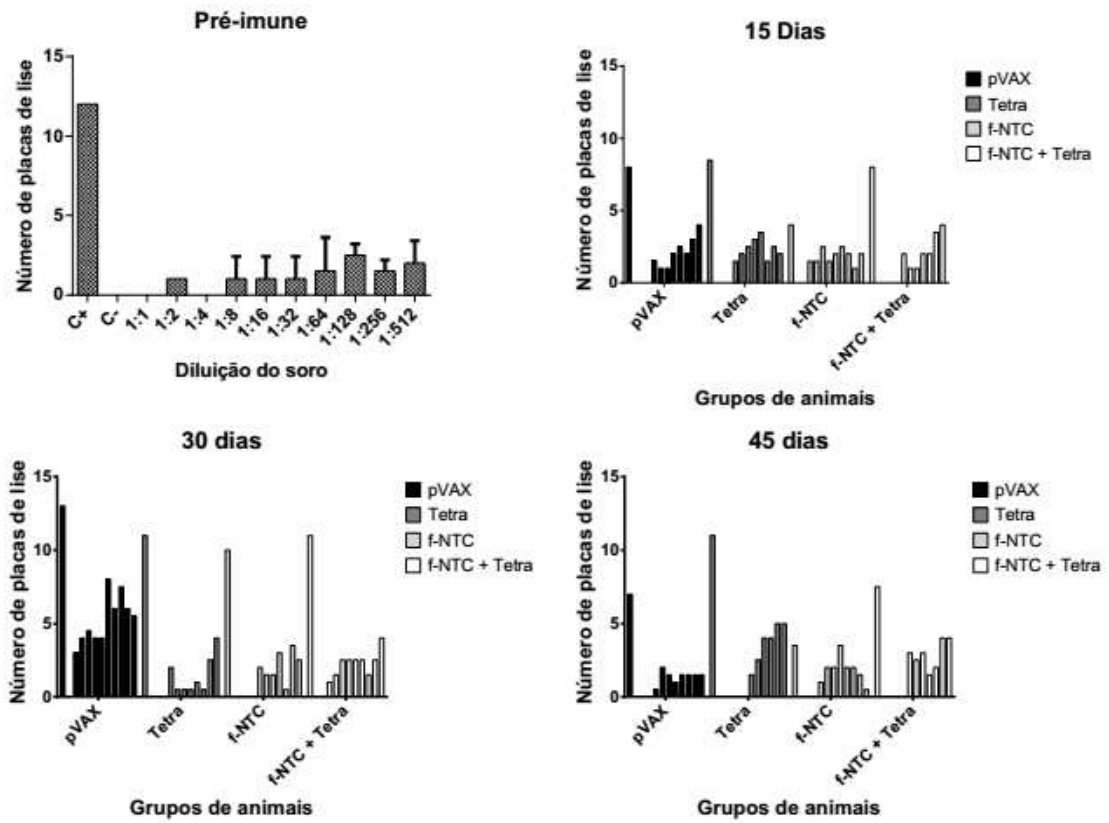 Pré-imune
Número de placas de lise
15
10
5
0
C+
C-
1:1
1:2
1:4
1:8
1:16
1:32
1:64
1:128
1:256
1:512
Diluição do soro
15 Dias
Número de placas de lise
15
10
5
0
pVAX
Tetra
f-NTC
f-NTC + Tetra
Grupos de animais
pVAX
Tetra
f-NTC
f-NTC + Tetra
30 dias
Número de placas de lise
15
10
5
0
pVAX
Tetra
f-NTC
f-NTC + Tetra
Grupos de animais
pVAX
Tetra
f-NTC
f-NTC + Tetra
45 dias
Número de placas de lise
15
10
5
0
pVAX
Tetra
f-NTC
f-NTC + Tetra
Grupos de animais
pVAX
Tetra
f-NTC
f-NTC + Tetra